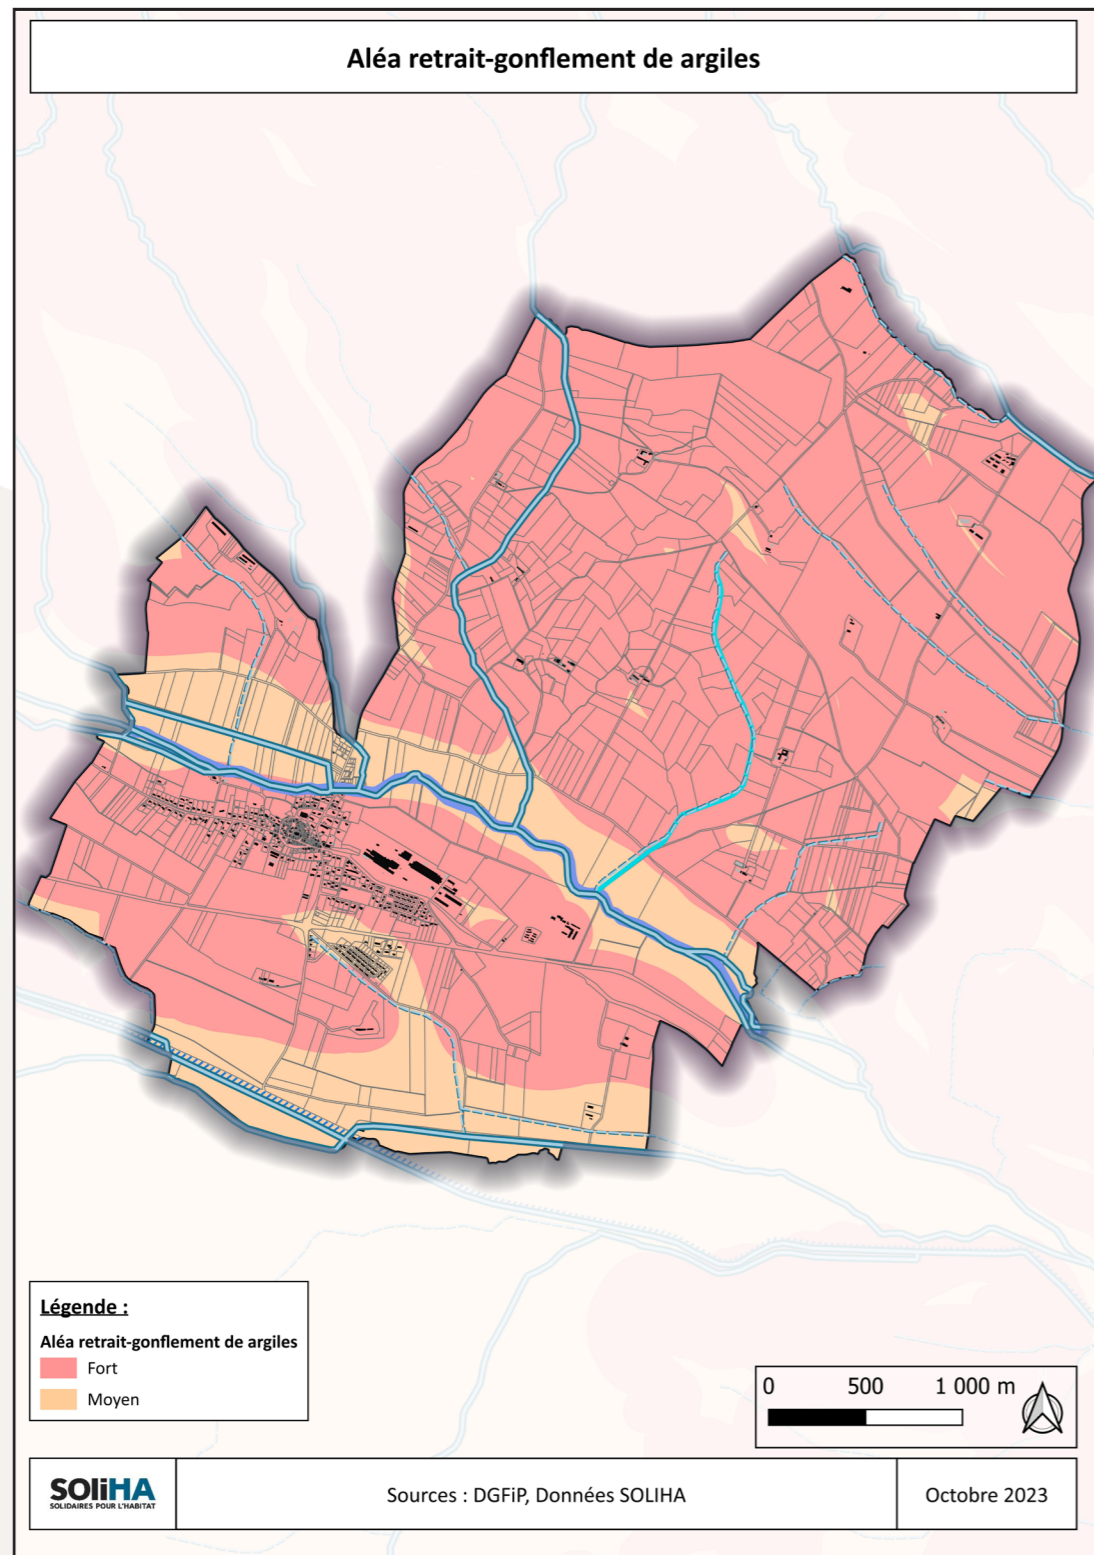 Aléa retrait-gonflement de argiles
Légende :
Aléa retrait-gonflement de argiles
Fort
Moyen
0 500 1 000 m
SOLiHA
SOLIDAIRES POUR L'HABITAT
Sources : DGFiP, Données SOLIHA
Octobre 2023